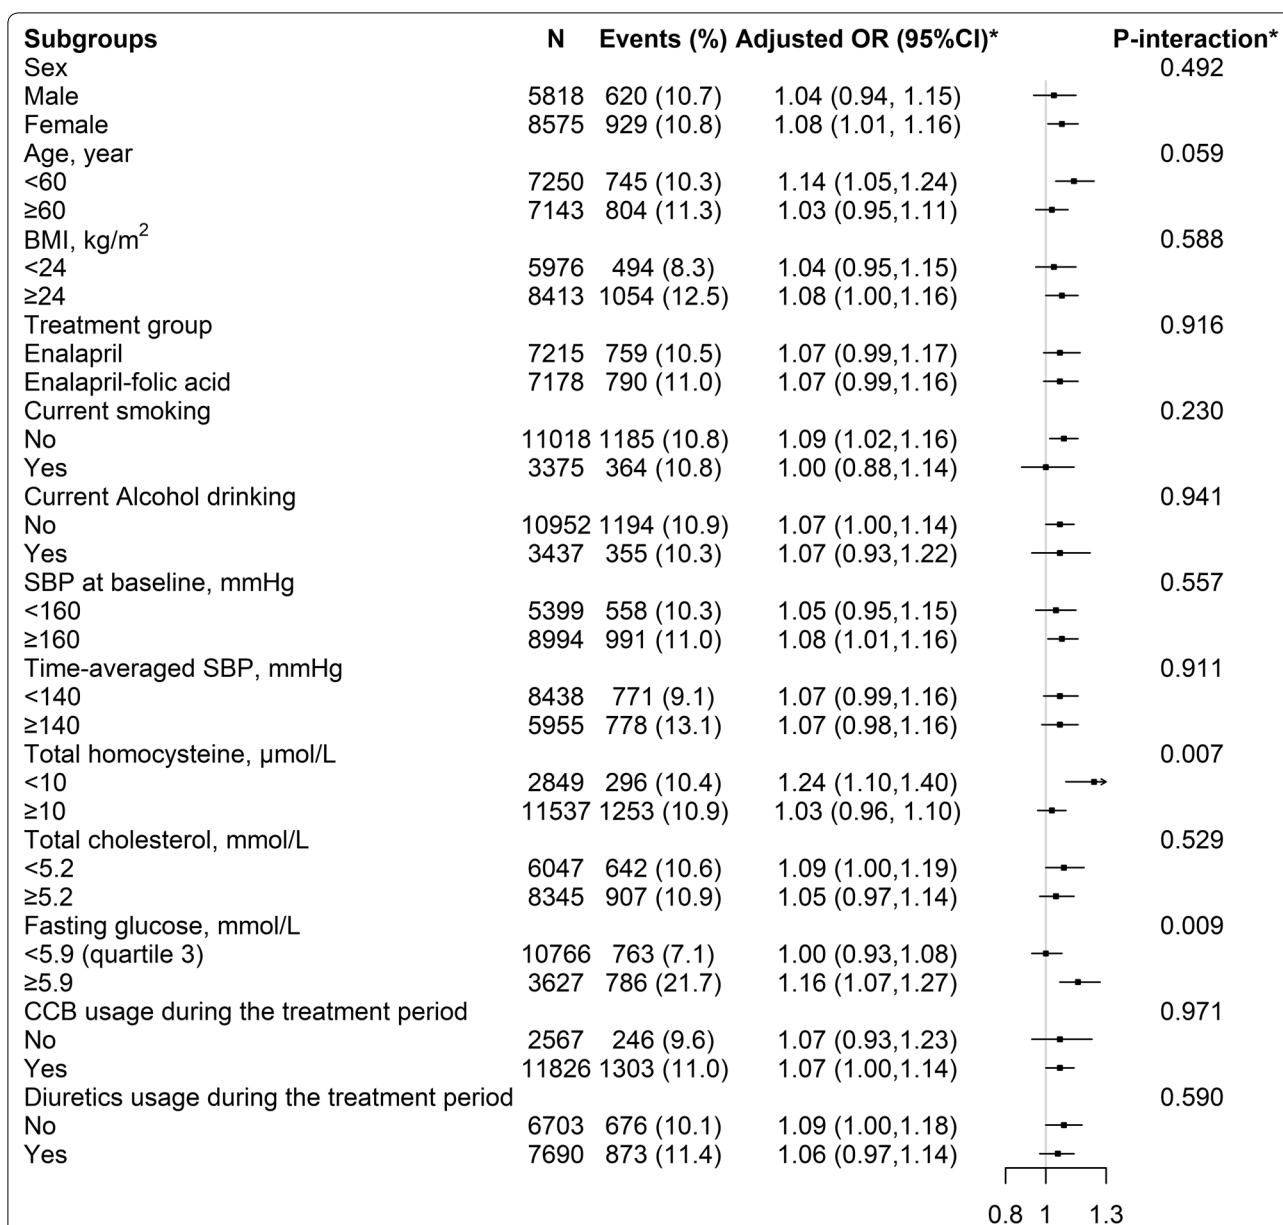 Subgroups N Events (%) Adjusted OR (95%CI)* P-interaction*
Sex 0.492
Male 5818 620 (10.7) 1.04 (0.94, 1.15)
Female 8575 929 (10.8) 1.08 (1.01, 1.16)
Age, year 0.059
<60 7250 745 (10.3) 1.14 (1.05,1.24)
≥60 7143 804 (11.3) 1.03 (0.95,1.11)
BMI, kg/m² 0.588
<24 5976 494 (8.3) 1.04 (0.95,1.15)
≥24 8413 1054 (12.5) 1.08 (1.00,1.16)
Treatment group 0.916
Enalapril 7215 759 (10.5) 1.07 (0.99,1.17)
Enalapril-folic acid 7178 790 (11.0) 1.07 (0.99,1.16)
Current smoking 0.230
No 11018 1185 (10.8) 1.09 (1.02,1.16)
Yes 3375 364 (10.8) 1.00 (0.88,1.14)
Current Alcohol drinking 0.941
No 10952 1194 (10.9) 1.07 (1.00,1.14)
Yes 3437 355 (10.3) 1.07 (0.93,1.22)
SBP at baseline, mmHg 0.557
<160 5399 558 (10.3) 1.05 (0.95,1.15)
≥160 8994 991 (11.0) 1.08 (1.01,1.16)
Time-averaged SBP, mmHg 0.911
<140 8438 771 (9.1) 1.07 (0.99,1.16)
≥140 5955 778 (13.1) 1.07 (0.98,1.16)
Total homocysteine, μmol/L 0.007
<10 2849 296 (10.4) 1.24 (1.10,1.40)
≥10 11537 1253 (10.9) 1.03 (0.96, 1.10)
Total cholesterol, mmol/L 0.529
<5.2 6047 642 (10.6) 1.09 (1.00,1.19)
≥5.2 8345 907 (10.9) 1.05 (0.97,1.14)
Fasting glucose, mmol/L 0.009
<5.9 (quartile 3) 10766 763 (7.1) 1.00 (0.93,1.08)
≥5.9 3627 786 (21.7) 1.16 (1.07,1.27)
CCB usage during the treatment period 0.971
No 2567 246 (9.6) 1.07 (0.93,1.23)
Yes 11826 1303 (11.0) 1.07 (1.00,1.14)
Diuretics usage during the treatment period 0.590
No 6703 676 (10.1) 1.09 (1.00,1.18)
Yes 7690 873 (11.4) 1.06 (0.97,1.14)
0.8 1 1.3